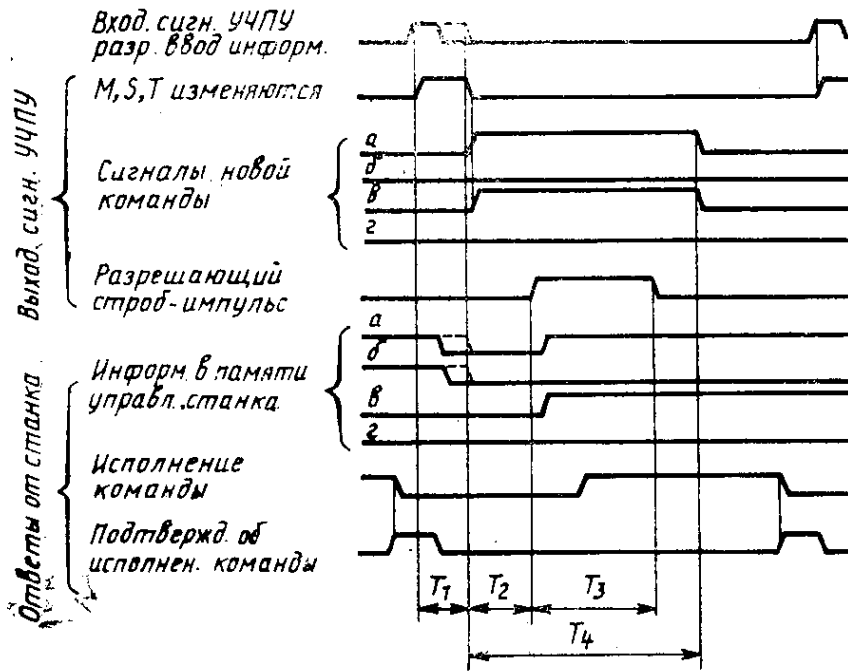 Вход. сигн. УЧПУ
разр. ввод информ.
М, S, T изменяются
Выход. сигн. УЧПУ
Сигналы новой
команды
а
б
в
г
Разрешающий
строб-импульс
Ответы от станка
Информ. в памяти
управл. станка
а
б
в
г
Исполнение
команды
Подтвержд. об
исполнен. команды
T1
T2
T3
T4